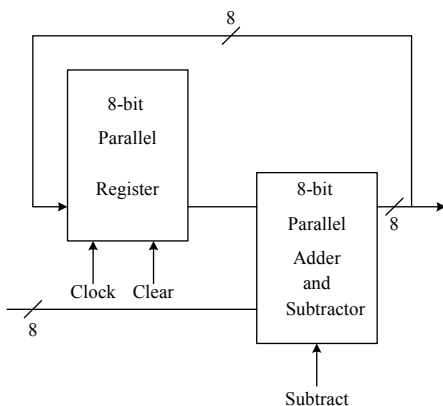 8
8-bit
Parallel
Register
8-bit
Parallel
Adder
and
Subtractor
8
Clock
Clear
8
Subtract